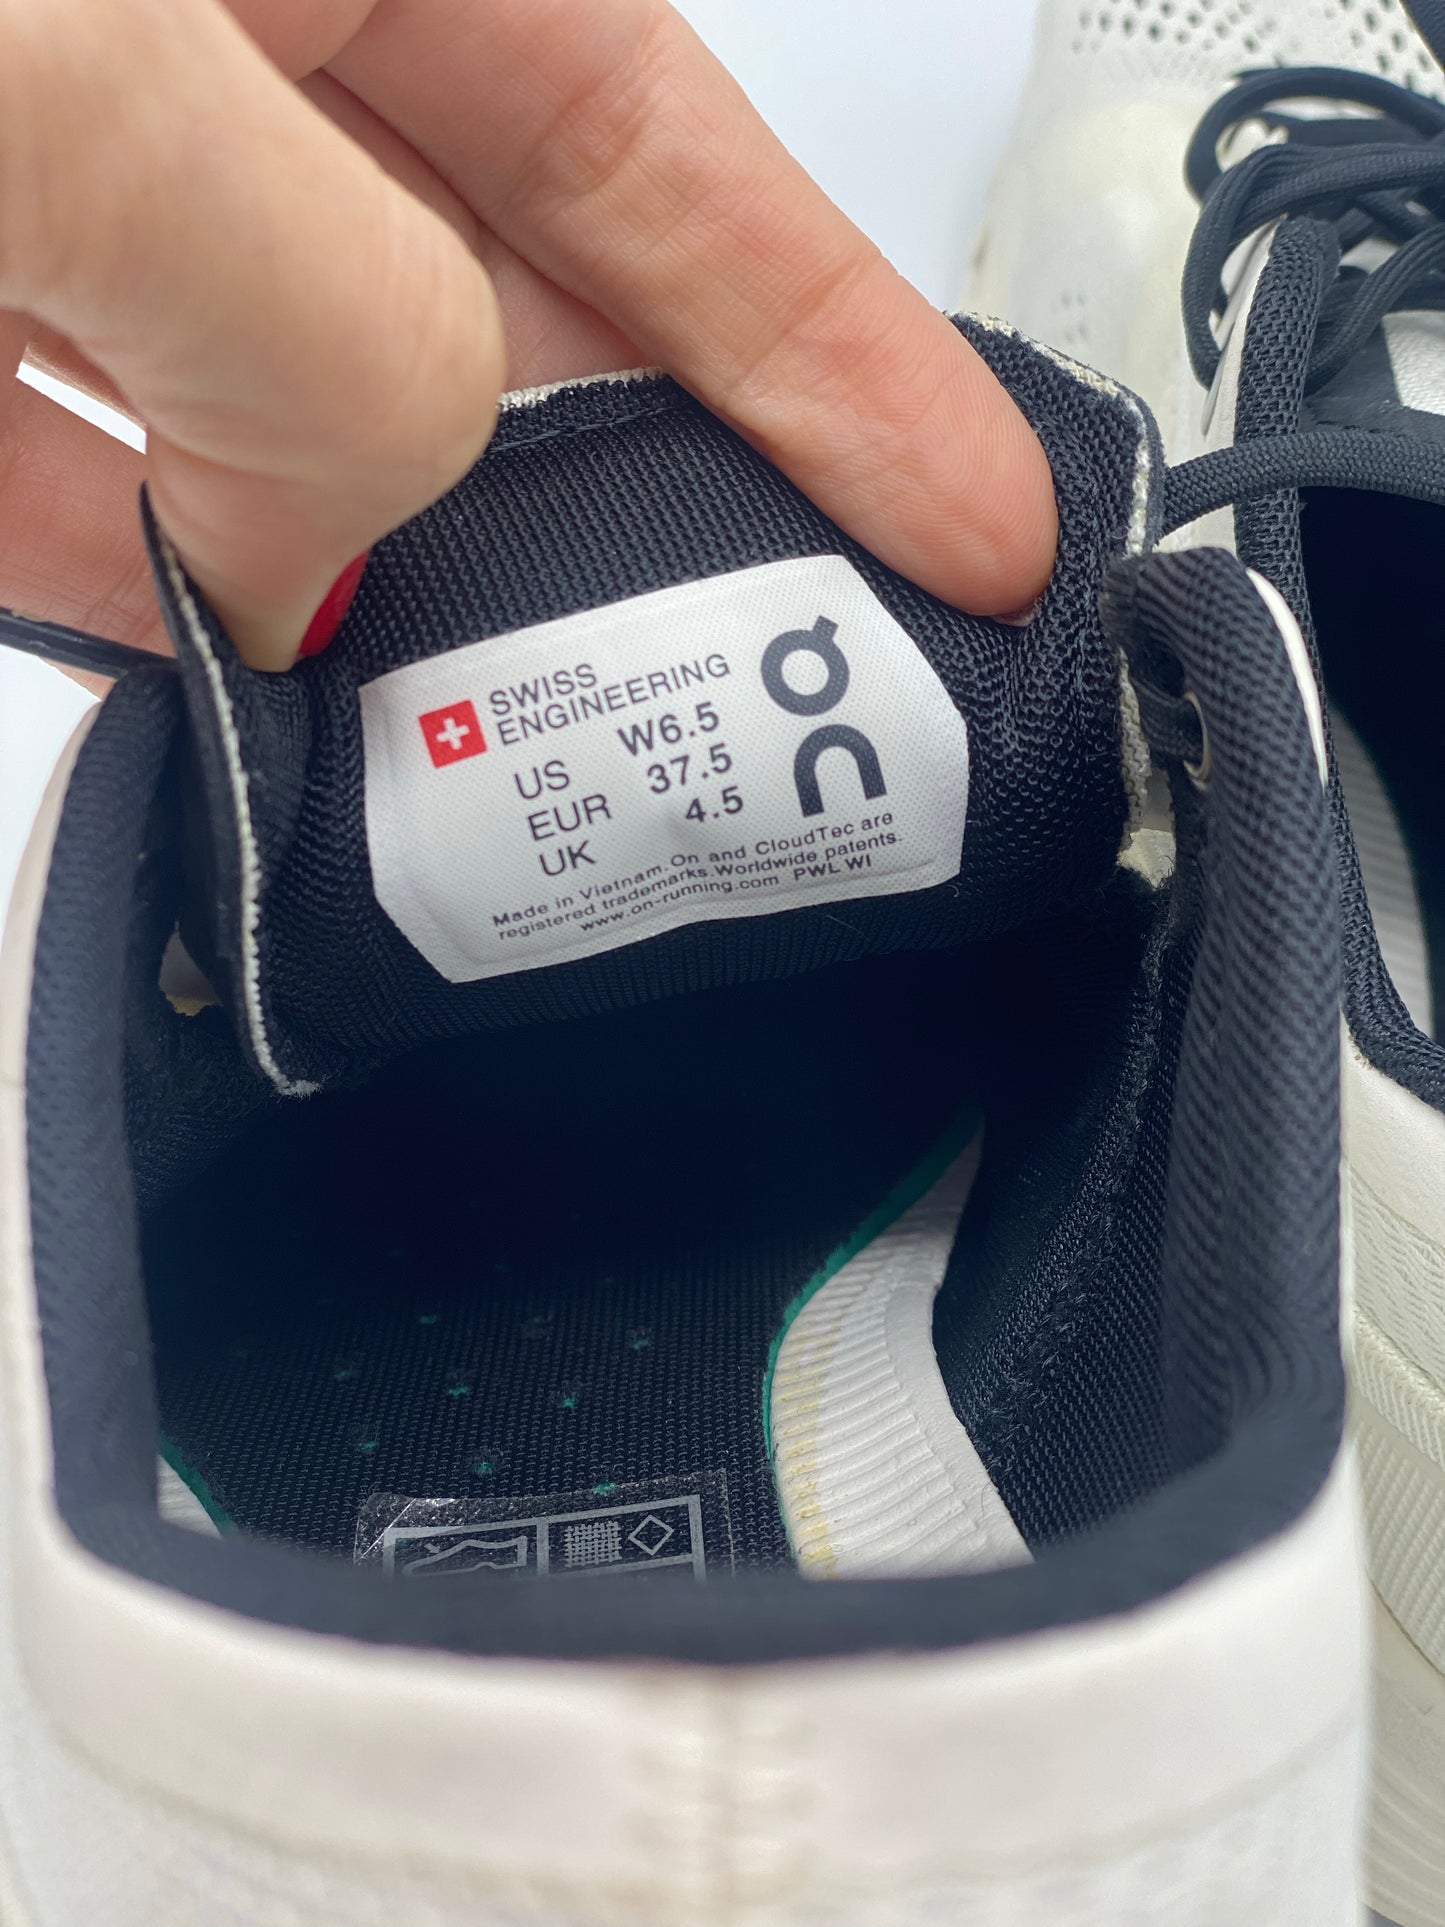 SWISS
ENGINEERING
US W6.5
EUR 37.5
UK 4.5
On
Made in Vietnam.On and CloudTec are
registered trademarks.Worldwide patents.
www.on-running.com PWL WI